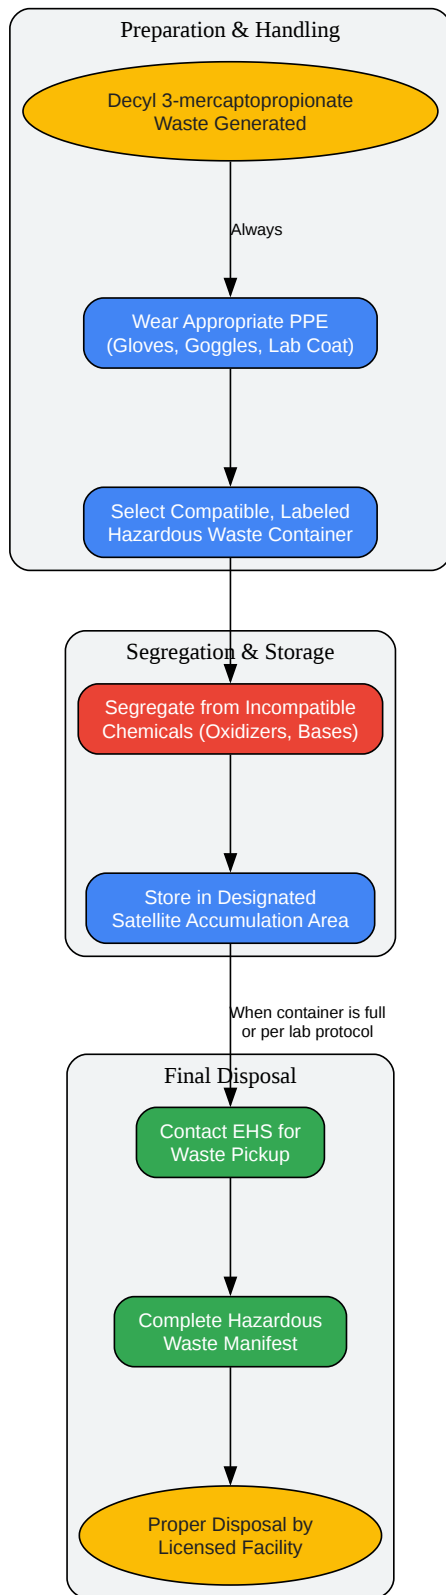 Preparation & Handling
Decyl 3-mercaptopropionate
Waste Generated
Always
Wear Appropriate PPE
(Gloves, Goggles, Lab Coat)
Select Compatible, Labeled
Hazardous Waste Container
Segregation & Storage
Segregate from Incompatible
Chemicals (Oxidizers, Bases)
Store in Designated
Satellite Accumulation Area
When container is full
or per lab protocol
Final Disposal
Contact EHS for
Waste Pickup
Complete Hazardous
Waste Manifest
Proper Disposal by
Licensed Facility